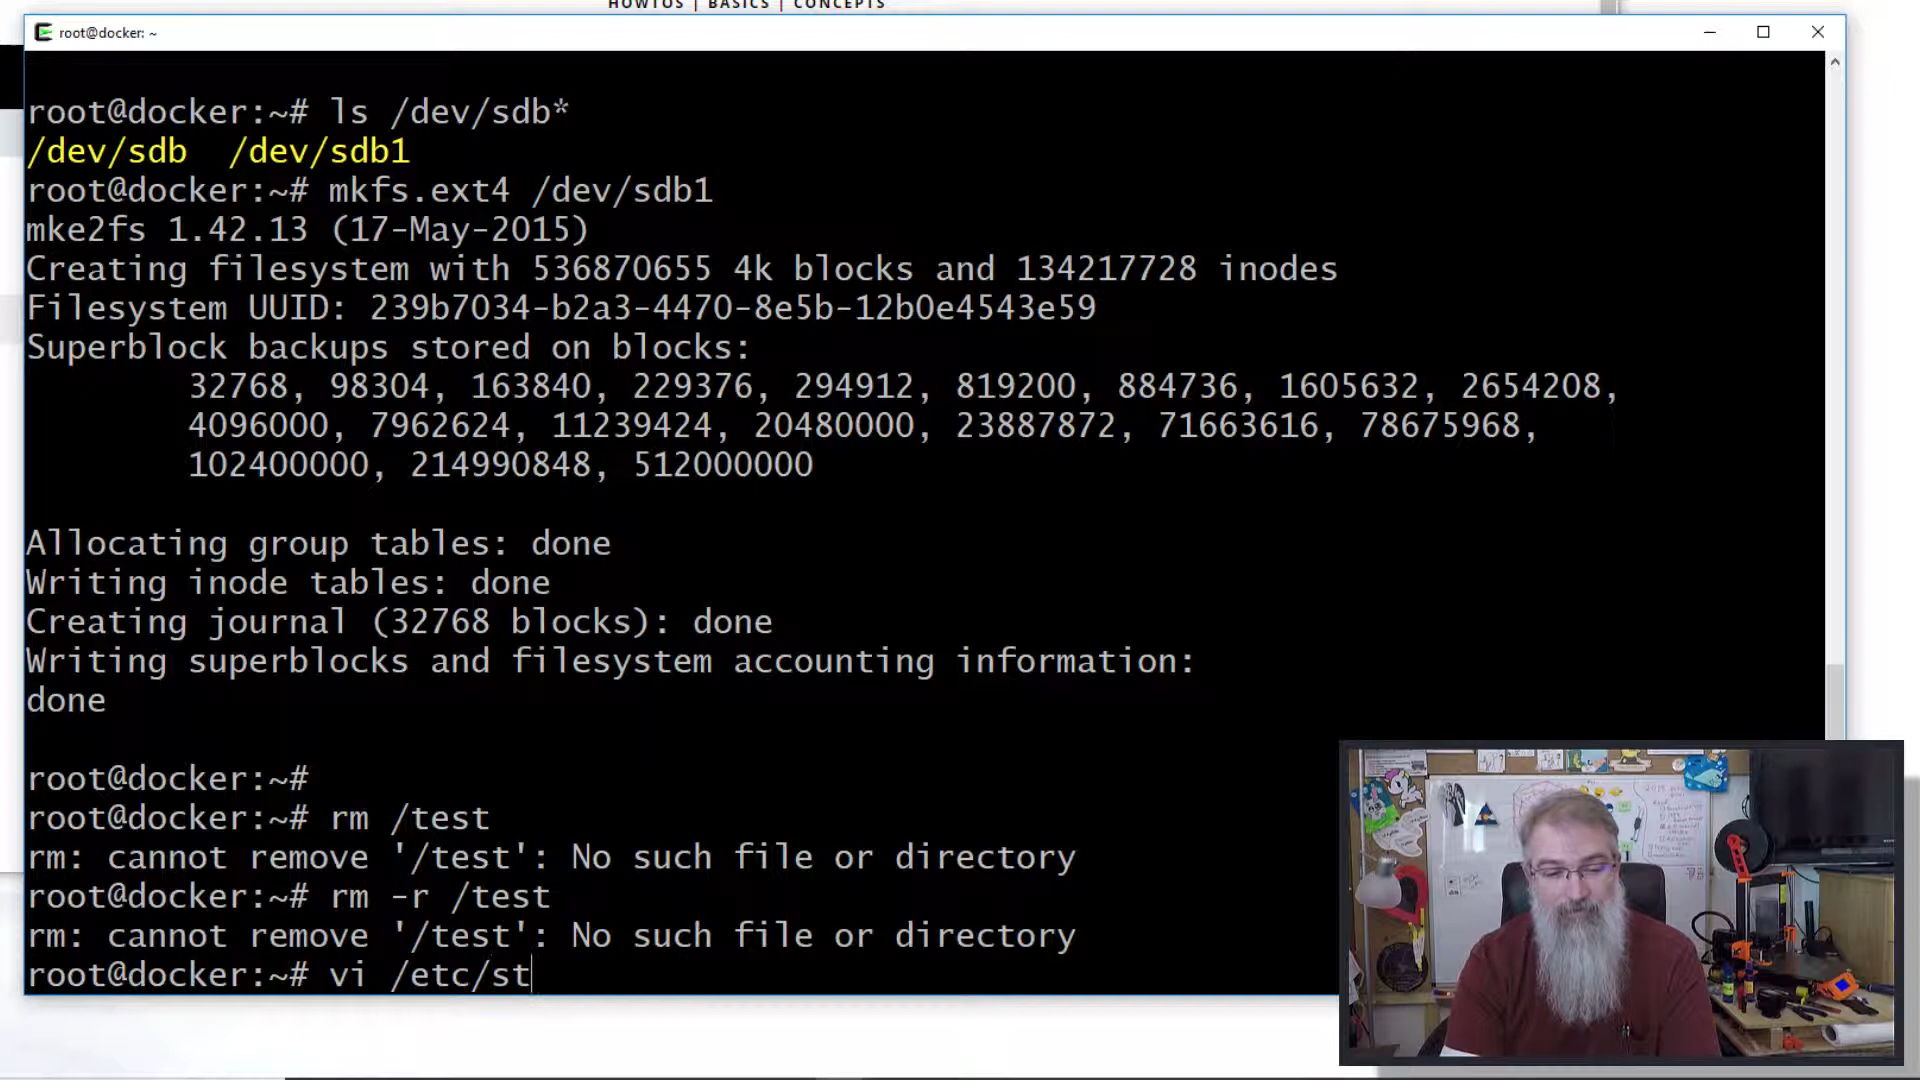 HOWTOS | BASICS | CONCEPTS
root@docker: ~
root@docker:~# ls /dev/sdb*
/dev/sdb  /dev/sdb1
root@docker:~# mkfs.ext4 /dev/sdb1
mke2fs 1.42.13 (17-May-2015)
Creating filesystem with 536870655 4k blocks and 134217728 inodes
Filesystem UUID: 239b7034-b2a3-4470-8e5b-12b0e4543e59
Superblock backups stored on blocks:
32768, 98304, 163840, 229376, 294912, 819200, 884736, 1605632, 2654208,
4096000, 7962624, 11239424, 20480000, 23887872, 71663616, 78675968,
102400000, 214990848, 512000000
Allocating group tables: done
Writing inode tables: done
Creating journal (32768 blocks): done
Writing superblocks and filesystem accounting information:
done
root@docker:~#
root@docker:~# rm /test
rm: cannot remove '/test': No such file or directory
root@docker:~# rm -r /test
rm: cannot remove '/test': No such file or directory
root@docker:~# vi /etc/st